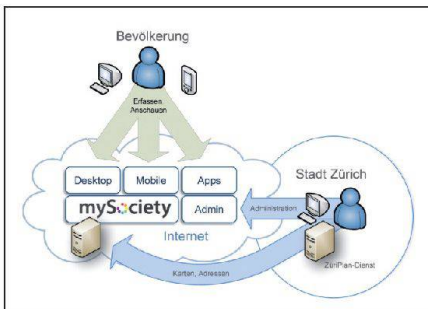 Bevölkerung
Erfassen,
Anschauen
Desktop
Mobile
Apps
Stadt Zürich
mySociety
Admin
Administration
Internet
ZüriPlan-Dienst
Karten, Adressen